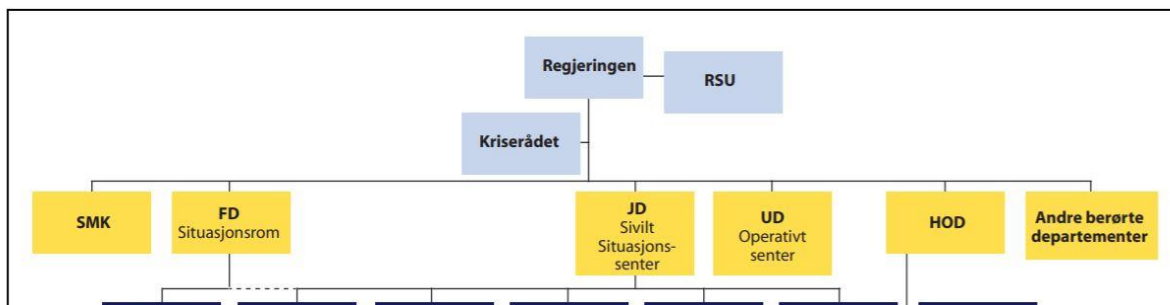 Regjeringen
RSU
Kriserådet
SMK
FD
Situasjonsrom
JD
Sivilt
Situasjons-
senter
UD
Operativt
senter
HOD
Andre berørte
departementer